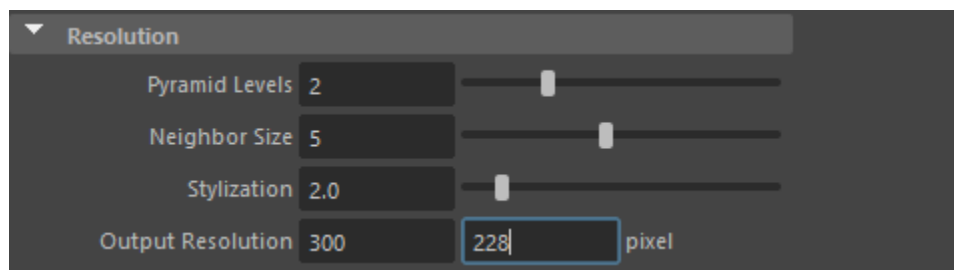 Resolution
Pyramid Levels 2
Neighbor Size 5
Stylization 2.0
Output Resolution 300 228 pixel